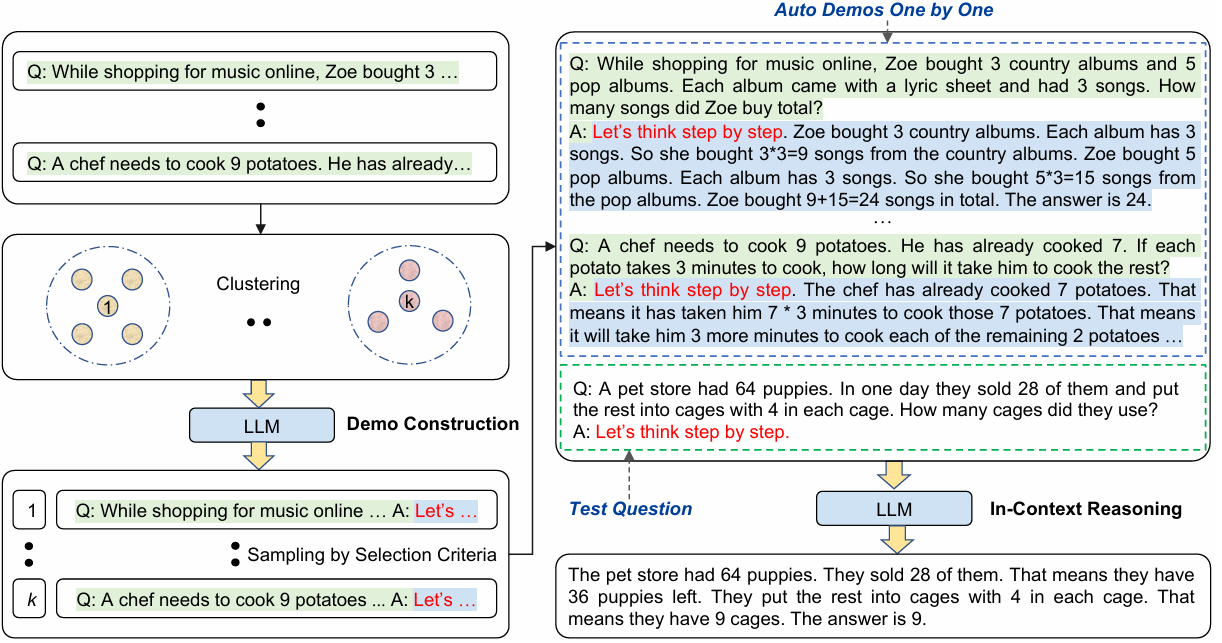 Q: While shopping for music online, Zoe bought 3 …
Q: A chef needs to cook 9 potatoes. He has already…
Clustering
1
k
LLM
Demo Construction
1
Q: While shopping for music online … A: Let's …
Sampling by Selection Criteria
k
Q: A chef needs to cook 9 potatoes ... A: Let's …
Auto Demos One by One
Q: While shopping for music online, Zoe bought 3 country albums and 5
pop albums. Each album came with a lyric sheet and had 3 songs. How
many songs did Zoe buy total?
A: Let's think step by step. Zoe bought 3 country albums. Each album has 3
songs. So she bought 3*3=9 songs from the country albums. Zoe bought 5
pop albums. Each album has 3 songs. So she bought 5*3=15 songs from
the pop albums. Zoe bought 9+15=24 songs in total. The answer is 24.
…
Q: A chef needs to cook 9 potatoes. He has already cooked 7. If each
potato takes 3 minutes to cook, how long will it take him to cook the rest?
A: Let's think step by step. The chef has already cooked 7 potatoes. That
means it has taken him 7 * 3 minutes to cook those 7 potatoes. That means
it will take him 3 more minutes to cook each of the remaining 2 potatoes …
Q: A pet store had 64 puppies. In one day they sold 28 of them and put
the rest into cages with 4 in each cage. How many cages did they use?
A: Let's think step by step.
Test Question
LLM
In-Context Reasoning
The pet store had 64 puppies. They sold 28 of them. That means they have
36 puppies left. They put the rest into cages with 4 in each cage. That
means they have 9 cages. The answer is 9.